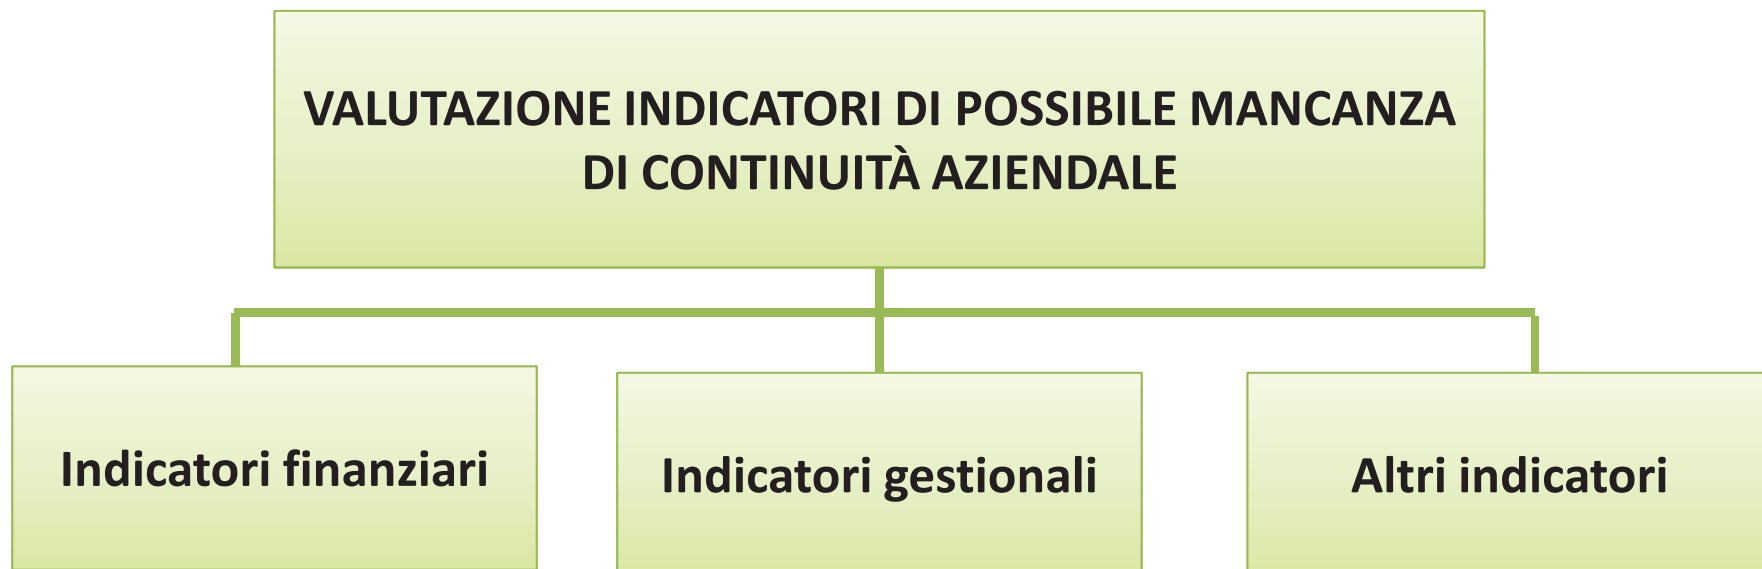 VALUTAZIONE INDICATORI DI POSSIBILE MANCANZA
DI CONTINUITÀ AZIENDALE
Indicatori finanziari
Indicatori gestionali
Altri indicatori